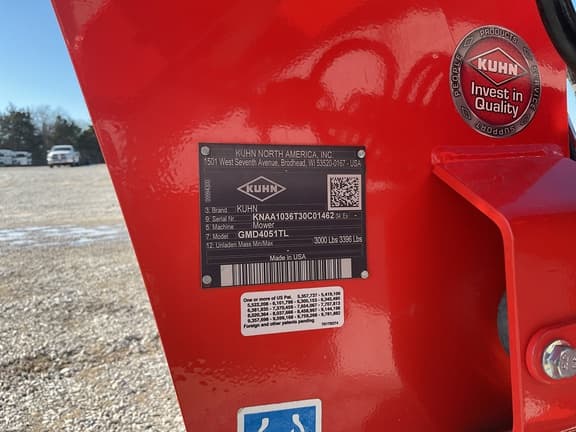 KUHN
Invest in
Quality
PEOPLE
PRODUCTS
SERVICE
SUPPORT
KUHN NORTH AMERICA, INC.
1501 West Seventh Avenue, Brodhead, WI 53520-0167 - USA
KUHN
3. Brand: KUHN
9. Serial Nr. KNAA1036T30C01462
5. Machine: Mower
7. Model: GMD4051TL
12. Unladen Mass Min/Max 3000 Lbs 3396 Lbs
Made in USA
One or more of US Pat.
Foreign and other patents pending.